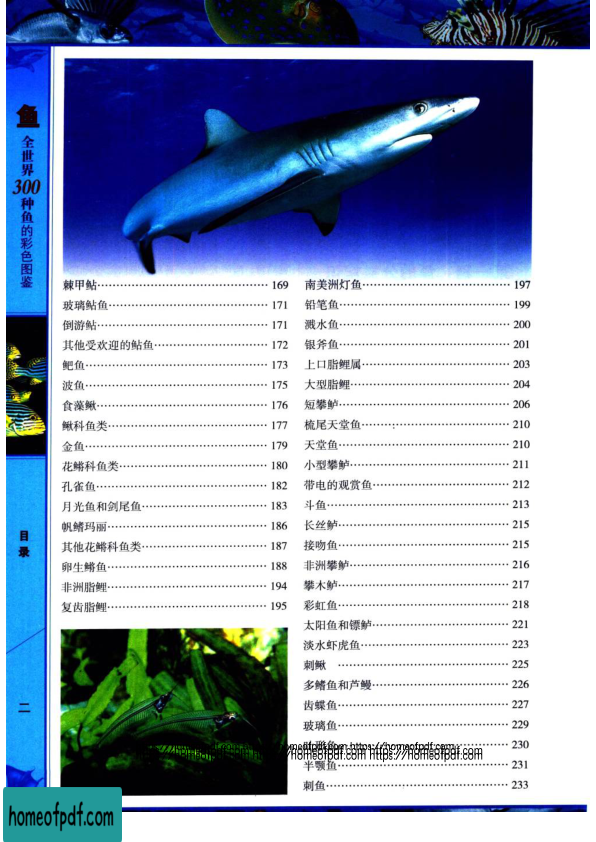 鱼
全世界300种鱼的彩色图鉴
目录
二
棘甲鲇 169
玻璃鲇鱼 171
倒游鲇 171
其他受欢迎的鲇鱼 172
鲃鱼 173
波鱼 175
食藻鳅 176
鳅科鱼类 177
金鱼 179
花鳉科鱼类 180
孔雀鱼 182
月光鱼和剑尾鱼 183
帆鳍玛丽 186
其他花鳉科鱼类 187
卵生鳉鱼 188
非洲脂鲤 194
复齿脂鲤 195
南美洲灯鱼 197
铅笔鱼 199
溅水鱼 200
银斧鱼 201
上口脂鲤属 203
大型脂鲤 204
短攀鲈 206
梳尾天堂鱼 210
天堂鱼 210
小型攀鲈 211
带电的观赏鱼 212
斗鱼 213
长丝鲈 215
接吻鱼 215
非洲攀鲈 216
攀木鲈 217
彩虹鱼 218
太阳鱼和镖鲈 221
淡水虾虎鱼 223
刺鳅 225
多鳍鱼和芦鳗 226
齿蝶鱼 227
玻璃鱼 229
230
半颚鱼 231
刺鱼 233
https://homeofpdf.com
homeofpdf.com